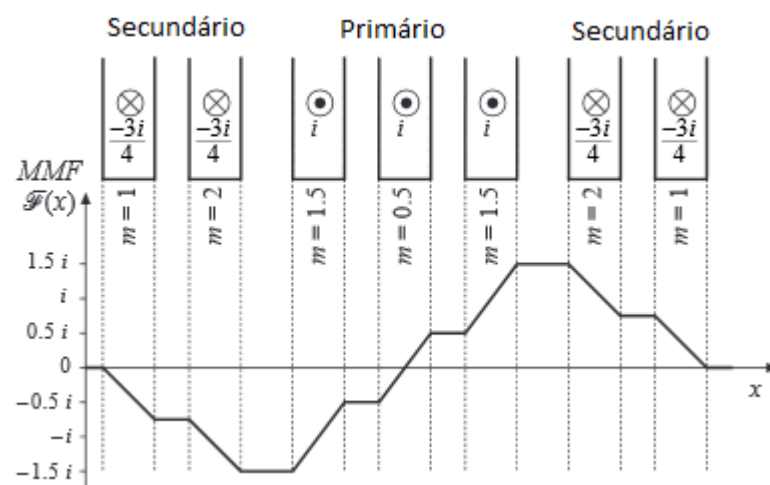 Secundário Primário Secundário
−3i/4 −3i/4 i i i −3i/4 −3i/4
m = 1 m = 2 m = 1.5 m = 0.5 m = 1.5 m = 2 m = 1
MMF
ℱ(x)
1.5 i
i
0.5 i
0
x
−0.5 i
−i
−1.5 i